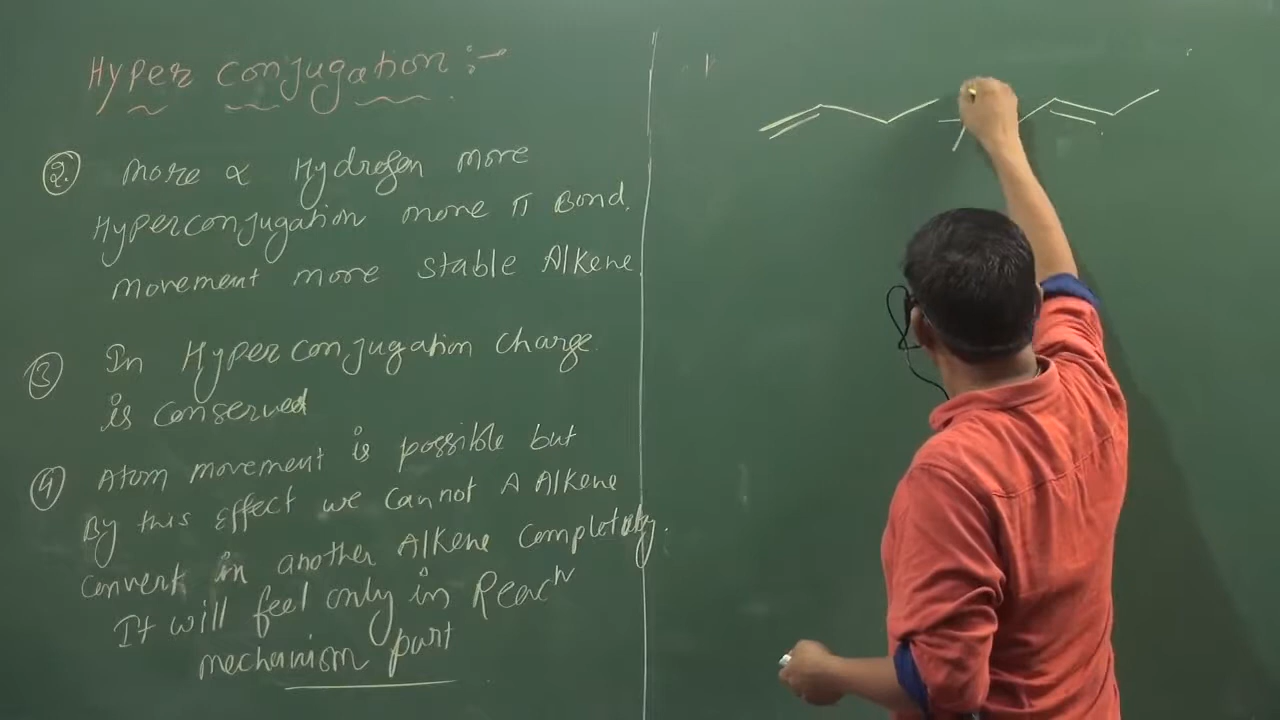 Hyper conjugation :-
② more α Hydrogen more
Hyperconjugation more π Bond.
movement more stable Alkene
③ In Hyperconjugation charge
is conserved
④ Atom movement is possible but
By this effect we cannot A Alkene
convert in another Alkene completely.
It will feel only in Reacⁿ
mechanism part